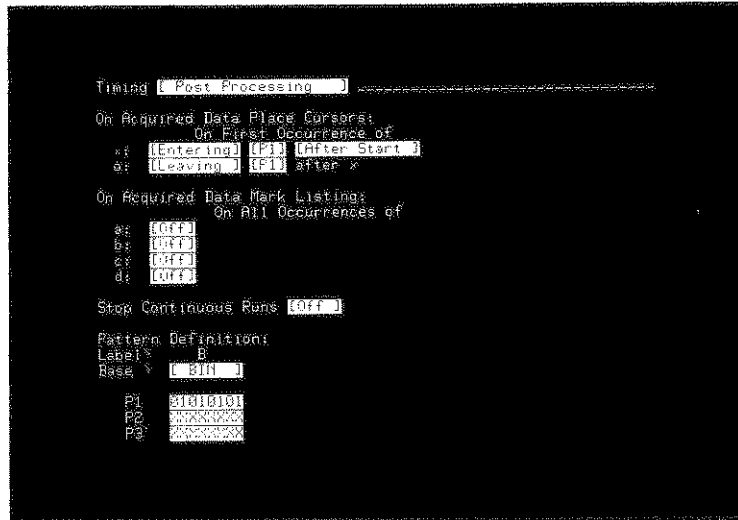 Timing [ Post Processing ]
On Acquired Data Place Cursors:
On First Occurrence of
x: [Entering] [P1] [After Start ]
o: [Leaving ] [P1] after x
On Acquired Data Mark Listing:
On All Occurrences of
a: [Off]
b: [Off]
c: [Off]
d: [Off]
Stop Continuous Runs [Off ]
Pattern Definition:
Label > B
Base > [ BIN ]
P1 01010101
P2 XXXXXXXX
P3 XXXXXXXX